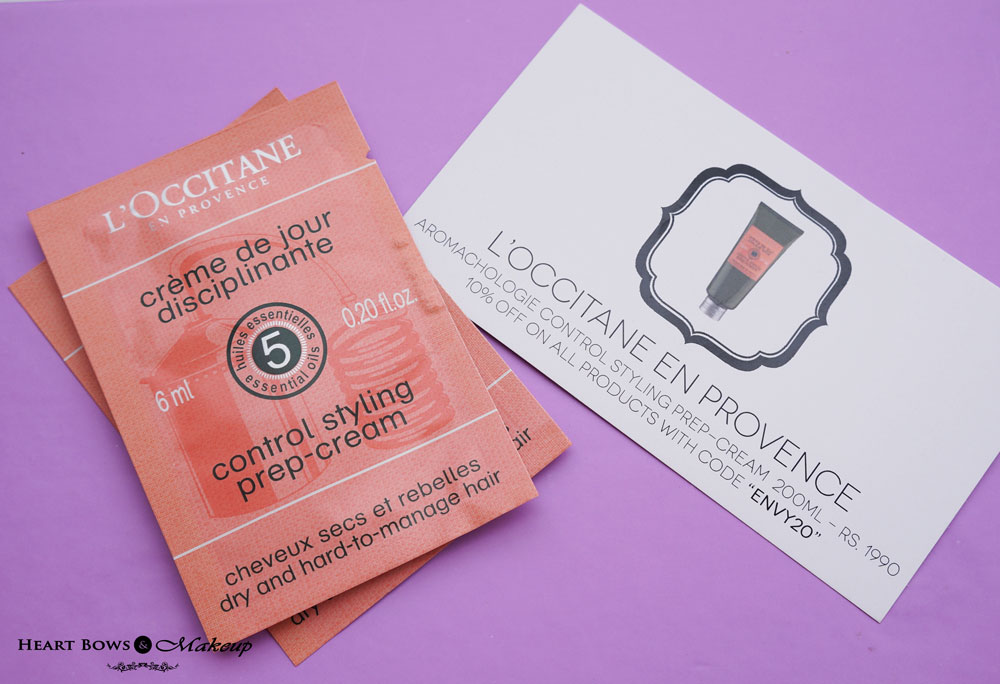 L'OCCITANE
EN PROVENCE
crème de jour
disciplinante
huiles essentielles
5
essential oils
0.20 fl.oz.
6 ml
control styling
prep-cream
cheveux secs et rebelles
dry and hard-to-manage hair
air
dry
L'OCCITANE EN PROVENCE
AROMACHOLOGIE CONTROL STYLING PREP-CREAM 200ML - RS. 1990
10% OFF ON ALL PRODUCTS WITH CODE "ENVY20"
HEART BOWS & Makeup